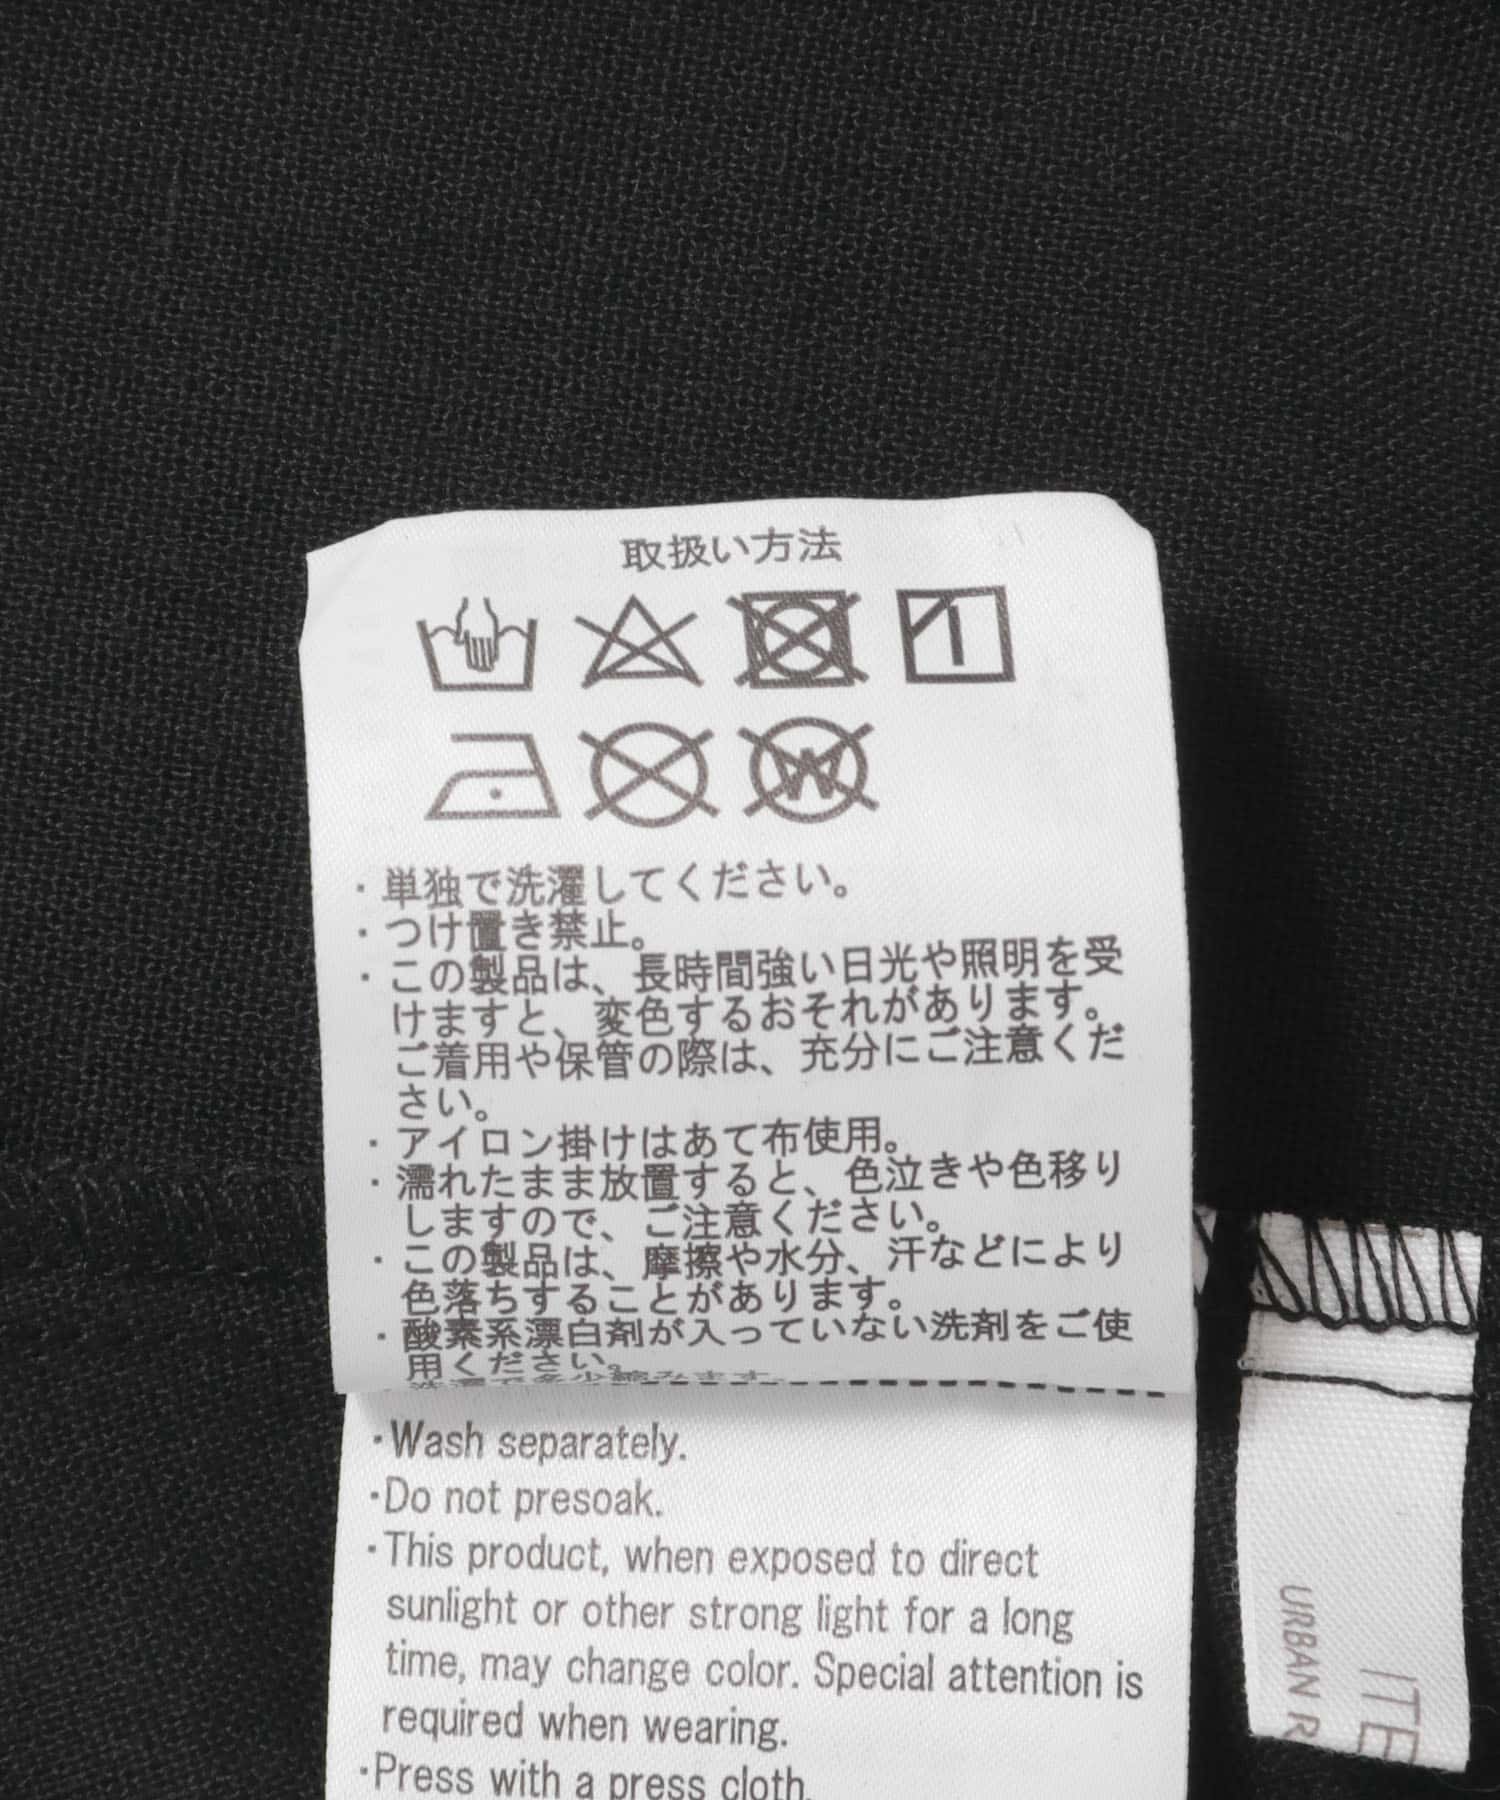 取扱い方法
・単独で洗濯してください。
・つけ置き禁止。
・この製品は、長時間強い日光や照明を受
けますと、変色するおそれがあります。
ご着用や保管の際は、充分にご注意くだ
さい。
・アイロン掛けはあて布使用。
・濡れたまま放置すると、色泣きや色移り
しますので、ご注意ください。
・この製品は、摩擦や水分、汗などにより
色落ちすることがあります。
・酸素系漂白剤が入っていない洗剤をご使
用ください。
・Wash separately.
・Do not presoak.
・This product, when exposed to direct
sunlight or other strong light for a long
time, may change color. Special attention is
required when wearing.
・Press with a press cloth.
ITE
URBAN R